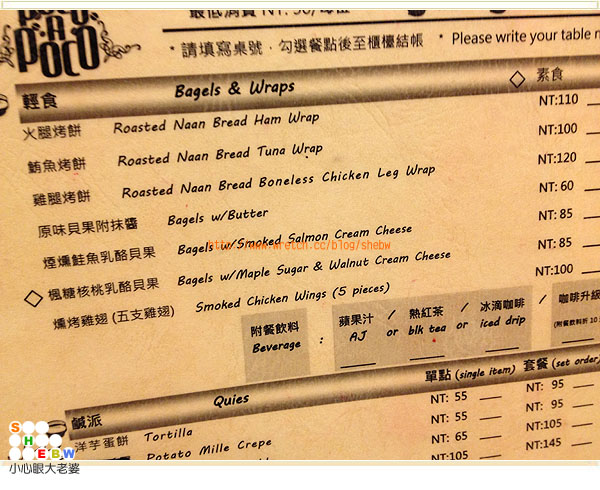 POCO
A
POCO
最低消費 NT. 50/每位
* 請填寫桌號，勾選餐點後至櫃檯結帳 * Please write your table n
輕食 Bagels & Wraps ◇ 素食
火腿烤餅 Roasted Naan Bread Ham Wrap NT:110
鮪魚烤餅 Roasted Naan Bread Tuna Wrap NT:100
雞腿烤餅 Roasted Naan Bread Boneless Chicken Leg Wrap NT:120
原味貝果附抹醬 Bagels w/Butter NT: 60
煙燻鮭魚乳酪貝果 Bagels w/Smoked Salmon Cream Cheese NT: 85
◇ 楓糖核桃乳酪貝果 Bagels w/Maple Sugar & Walnut Cream Cheese NT: 85
燻烤雞翅 (五支雞翅) Smoked Chicken Wings (5 pieces) NT:100
http://www.wretch.cc/blog/shebw
附餐飲料 : 蘋果汁 / 熱紅茶 / 冰滴咖啡 / 咖啡升級
Beverage AJ or blk tea or iced drip (附餐飲料折 10
單點 (single item) 套餐 (set order)
鹹派 Quies NT: 55 NT: 95
洋芋蛋餅 Tortilla NT: 55 NT: 95
Potato Mille Crepe NT: 65 NT:105
NT:105 NT:145
SHEBW
小心眼大老婆